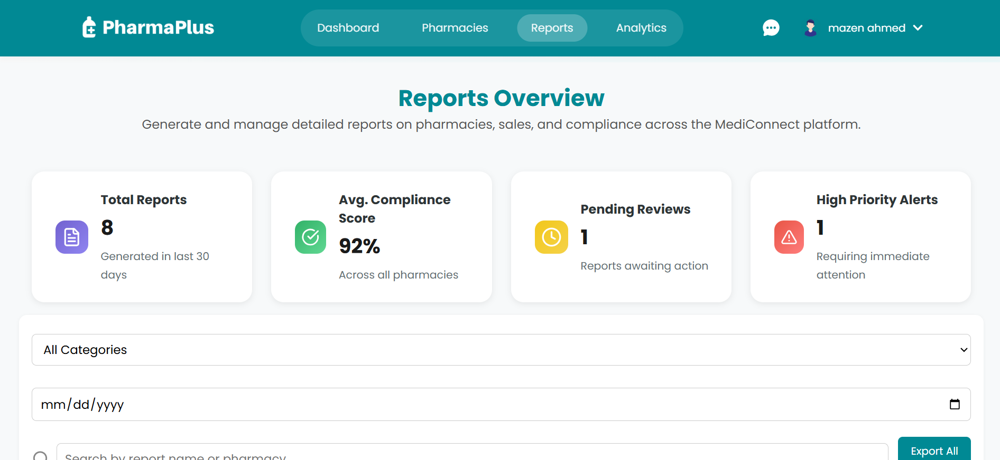 PharmaPlus
Dashboard
Pharmacies
Reports
Analytics
mazen ahmed
Reports Overview
Generate and manage detailed reports on pharmacies, sales, and compliance across the MediConnect platform.
Total Reports
8
Generated in last 30
days
Avg. Compliance
Score
92%
Across all pharmacies
Pending Reviews
1
Reports awaiting action
High Priority Alerts
1
Requiring immediate
attention
All Categories
mm/dd/yyyy
Search by report name or pharmacy
Export All